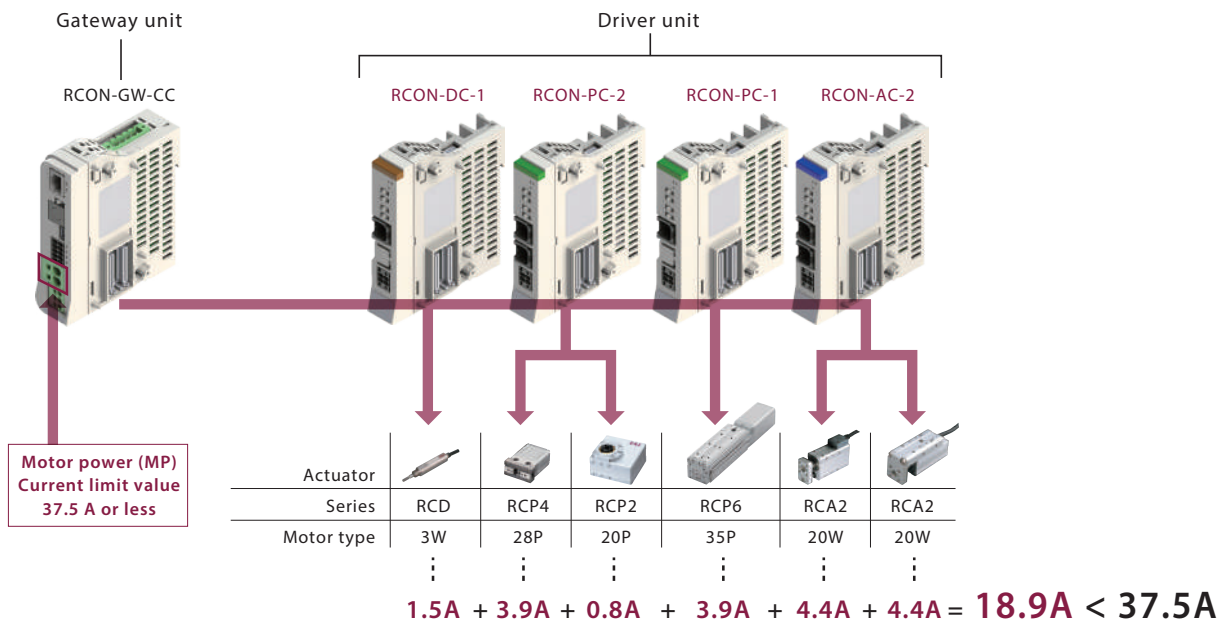 Gateway unit
Driver unit
RCON-GW-CC
RCON-DC-1 RCON-PC-2 RCON-PC-1 RCON-AC-2
Motor power (MP)
Current limit value
37.5 A or less
Actuator
Series RCD RCP4 RCP2 RCP6 RCA2 RCA2
Motor type 3W 28P 20P 35P 20W 20W
1.5A + 3.9A + 0.8A + 3.9A + 4.4A + 4.4A = 18.9A < 37.5A